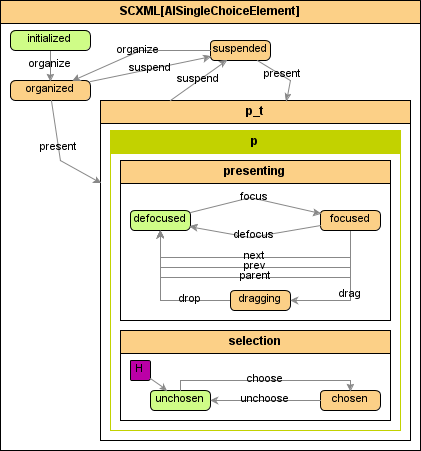 SCXML[AISingleChoiceElement]
initialized
organize
suspended
organize
organized
suspend
suspend
present
p_t
p
present
presenting
focus
defocused
focused
defocus
next
prev
parent
dragging
drop
drag
selection
H
choose
unchosen
unchoose
chosen